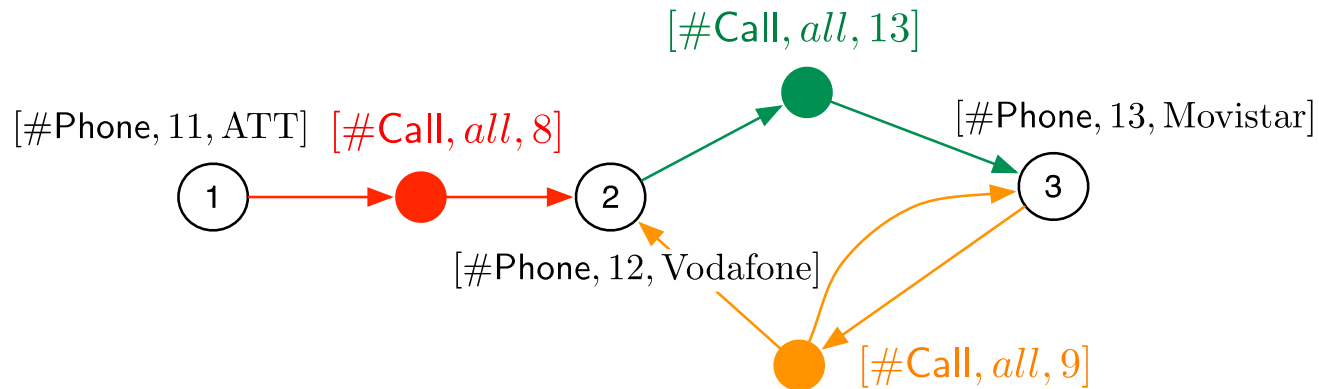 [#Call, all, 13]
[#Phone, 11, ATT]
[#Call, all, 8]
[#Phone, 13, Movistar]
1
2
3
[#Phone, 12, Vodafone]
[#Call, all, 9]